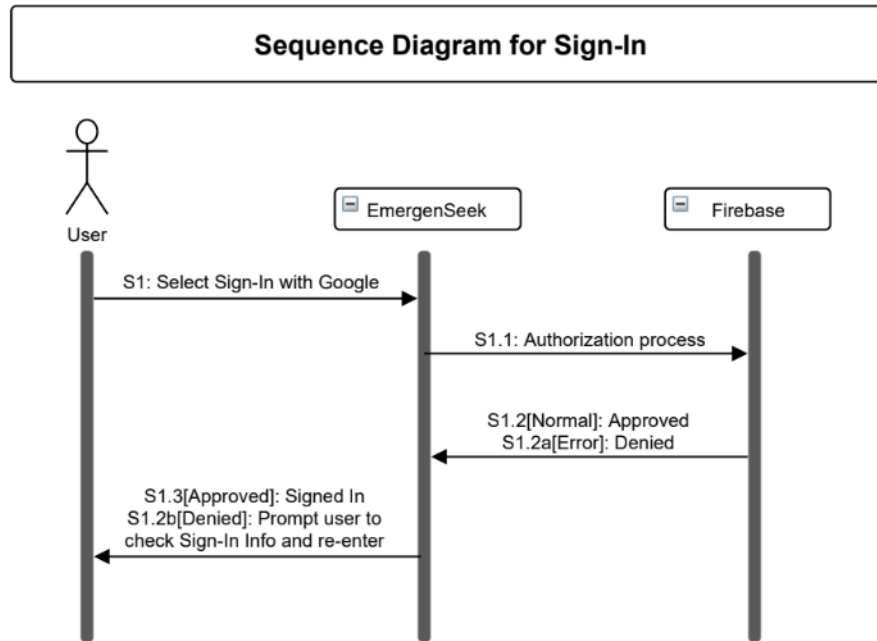 Sequence Diagram for Sign-In
User
EmergenSeek
Firebase
S1: Select Sign-In with Google
S1.1: Authorization process
S1.2[Normal]: Approved
S1.2a[Error]: Denied
S1.3[Approved]: Signed In
S1.2b[Denied]: Prompt user to
check Sign-In Info and re-enter